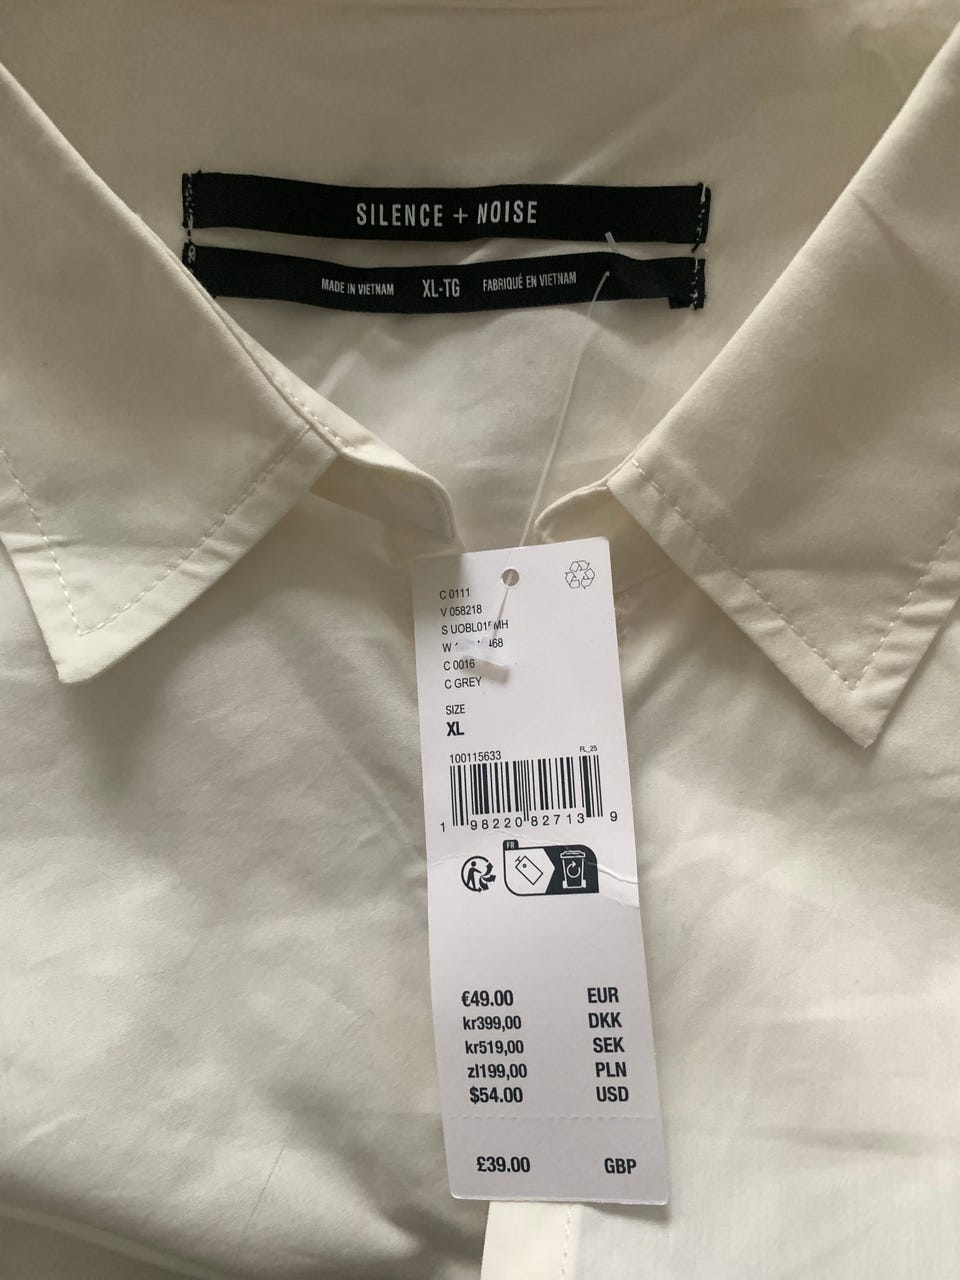 SILENCE + NOISE
MADE IN VIETNAM XL-TG FABRIQUÉ EN VIETNAM
C 0111
V 058218
S
W
C 0016
C GREY
SIZE
XL
100115633 FL_25
1 98220 82713 9
FR
€49.00 EUR
kr399,00 DKK
kr519,00 SEK
zl199,00 PLN
$54.00 USD
£39.00 GBP